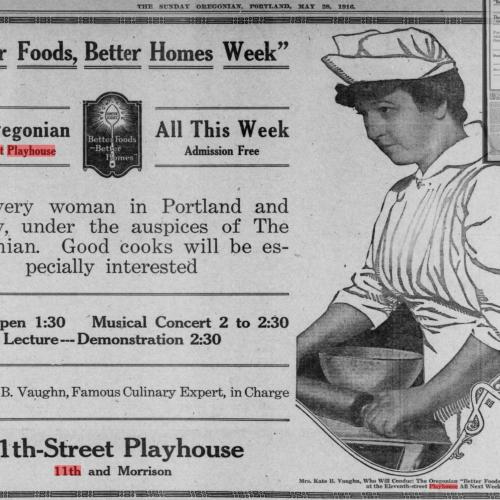 THE SUNDAY OREGONIAN, PORTLAND, MAY 28, 1916.
r Foods, Better Homes Week"
egonian
t Playhouse
Better Foods
-Better
Homes
All This Week
Admission Free
very woman in Portland and
y, under the auspices of The
nian. Good cooks will be es-
pecially interested
pen 1:30 Musical Concert 2 to 2:30
Lecture---Demonstration 2:30
B. Vaughn, Famous Culinary Expert, in Charge
1th-Street Playhouse
11th and Morrison
Mrs. Kate B. Vaughn, Who Will Conduct The Oregonian "Better Foo
at the Eleventh-street Playhouse All Next Week